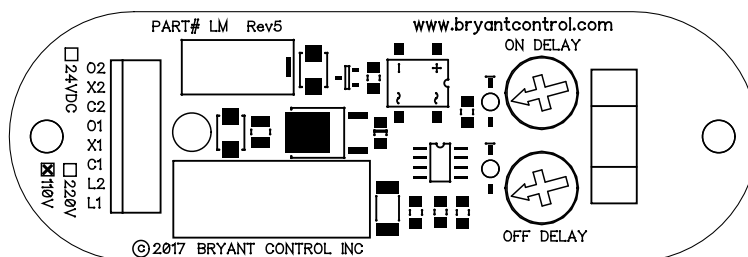 PART# LM Rev5
www.bryantcontrol.com
ON DELAY
24VDC
O2
X2
C2
O1
X1
C1
L2
L1
110V
220V
OFF DELAY
© 2017 BRYANT CONTROL INC